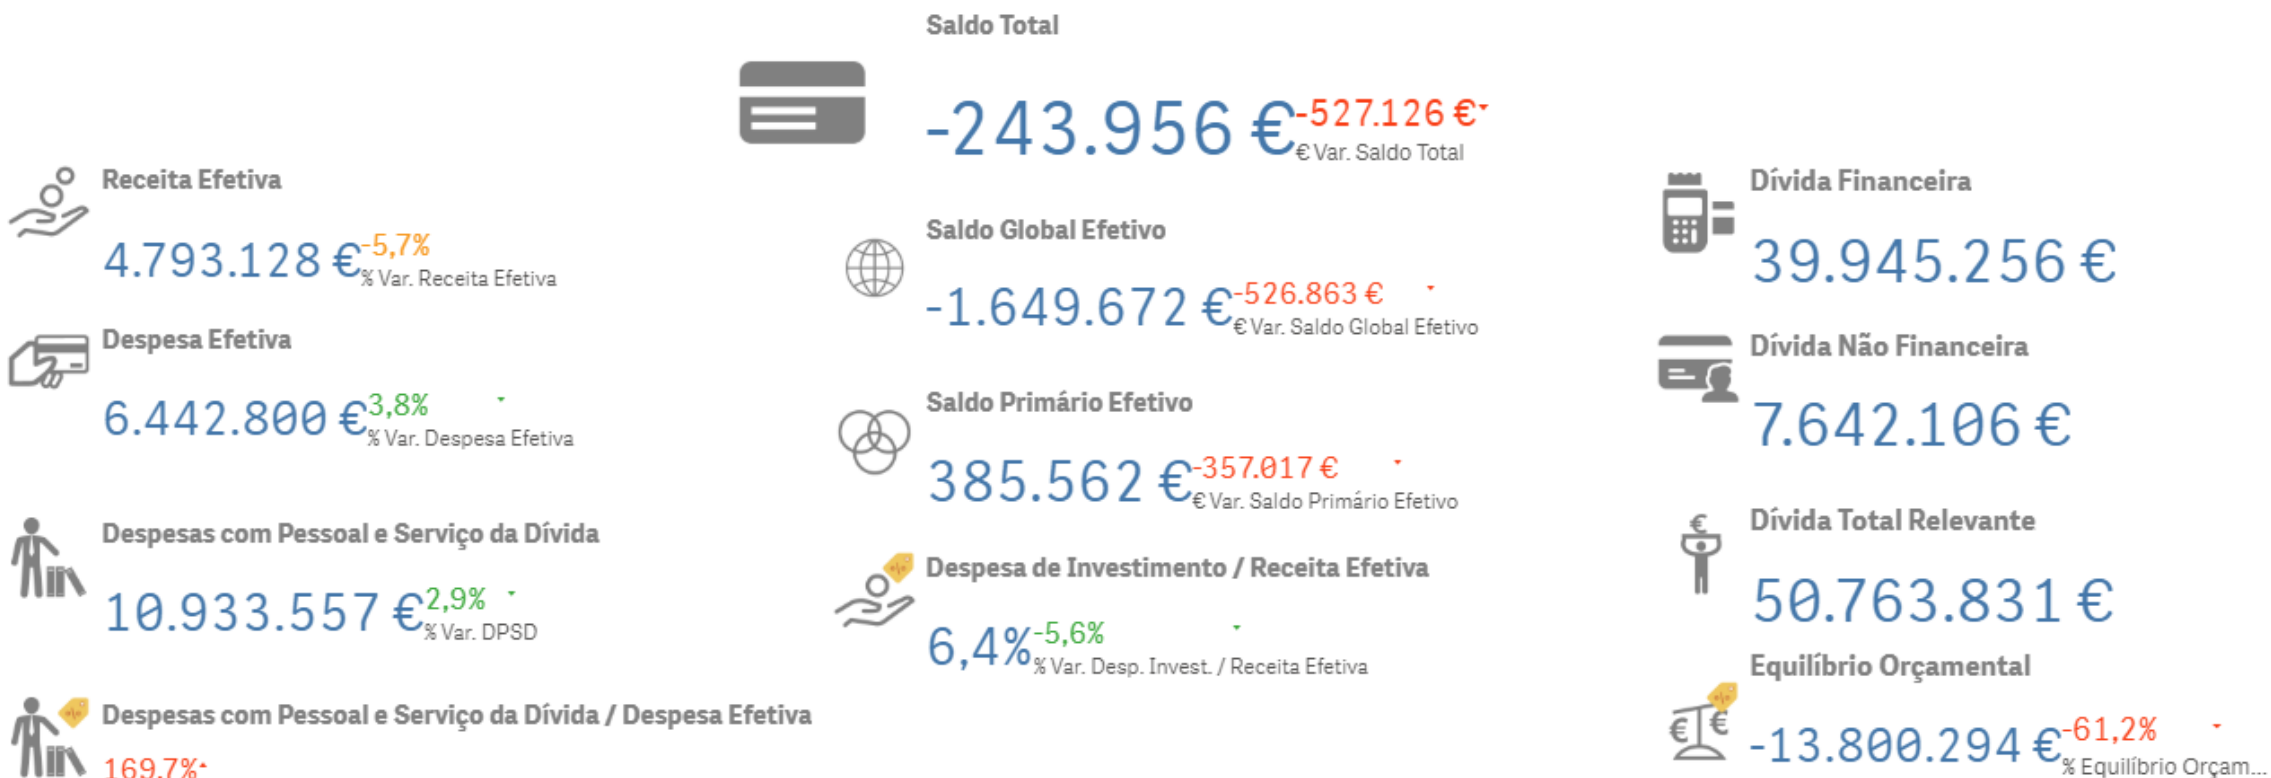 Saldo Total
-243.956 €
-527.126 €
€ Var. Saldo Total
Receita Efetiva
4.793.128 €
-5,7%
% Var. Receita Efetiva
Despesa Efetiva
6.442.800 €
3,8%
% Var. Despesa Efetiva
Despesas com Pessoal e Serviço da Dívida
10.933.557 €
2,9%
% Var. DPSD
Despesas com Pessoal e Serviço da Dívida / Despesa Efetiva
169,7%
Saldo Global Efetivo
-1.649.672 €
-526.863 €
€ Var. Saldo Global Efetivo
Saldo Primário Efetivo
385.562 €
-357.017 €
€ Var. Saldo Primário Efetivo
Despesa de Investimento / Receita Efetiva
6,4%
-5,6%
% Var. Desp. Invest. / Receita Efetiva
Dívida Financeira
39.945.256 €
Dívida Não Financeira
7.642.106 €
€
Dívida Total Relevante
50.763.831 €
Equilíbrio Orçamental
€ €
-13.800.294 €
-61,2%
% Equilíbrio Orçam...